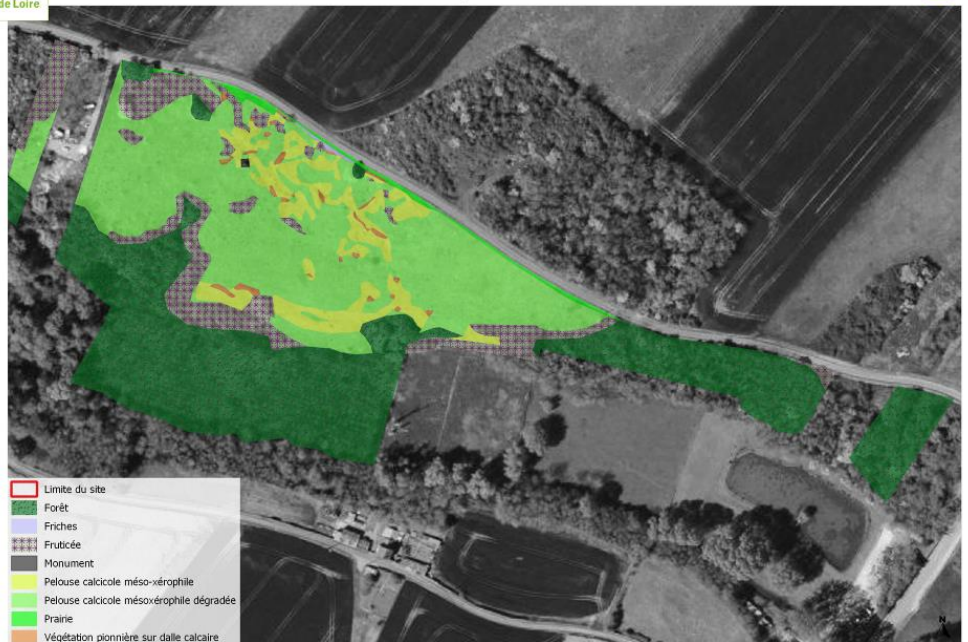 de Loire
Limite du site
Forêt
Friches
Fruticée
Monument
Pelouse calcicole méso-xérophile
Pelouse calcicole mésoxérophile dégradée
Prairie
Végétation pionnière sur dalle calcaire
N